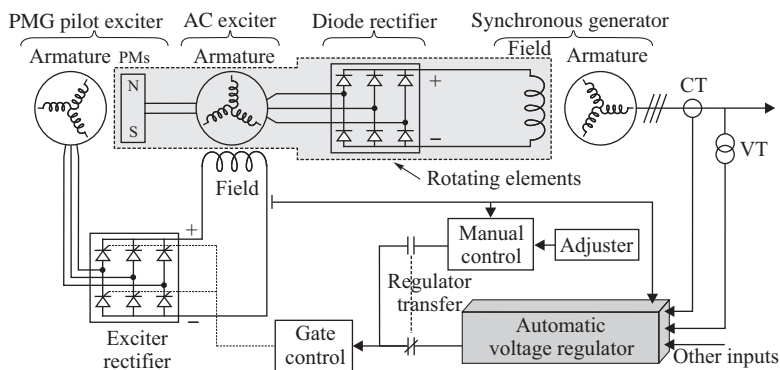 PMG pilot exciter AC exciter Diode rectifier Synchronous generator
Armature PMs Armature Field Armature
N
S
+
−
CT
VT
Field
Rotating elements
+
−
Manual
control
Adjuster
Regulator
transfer
Exciter
rectifier
Gate
control
Automatic
voltage regulator
Other inputs